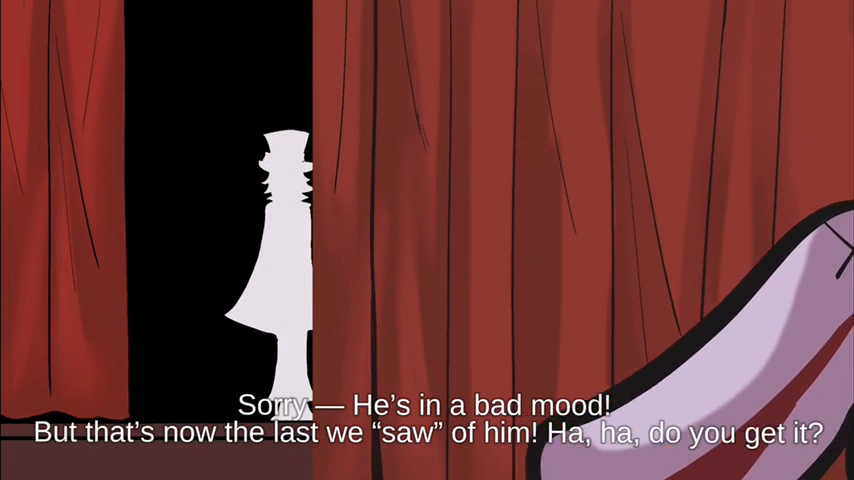 Sorry — He’s in a bad mood!
But that’s now the last we “saw” of him! Ha, ha, do you get it?